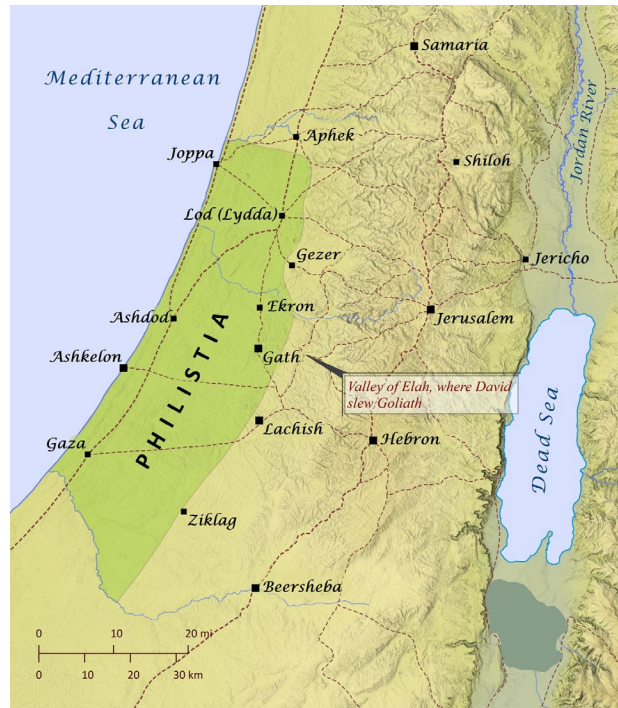 Samaria
Mediterranean
Sea
Jordan River
Aphek
Joppa
Shiloh
Lod (Lydda)
Gezer
Jericho
Ekron
Ashdod
Jerusalem
PHILISTIA
Ashkelon
Gath
Valley of Elah, where David
slew Goliath
Lachish
Gaza
Hebron
Dead Sea
Ziklag
Beersheba
0 10 20 mi
0 10 20 30 km